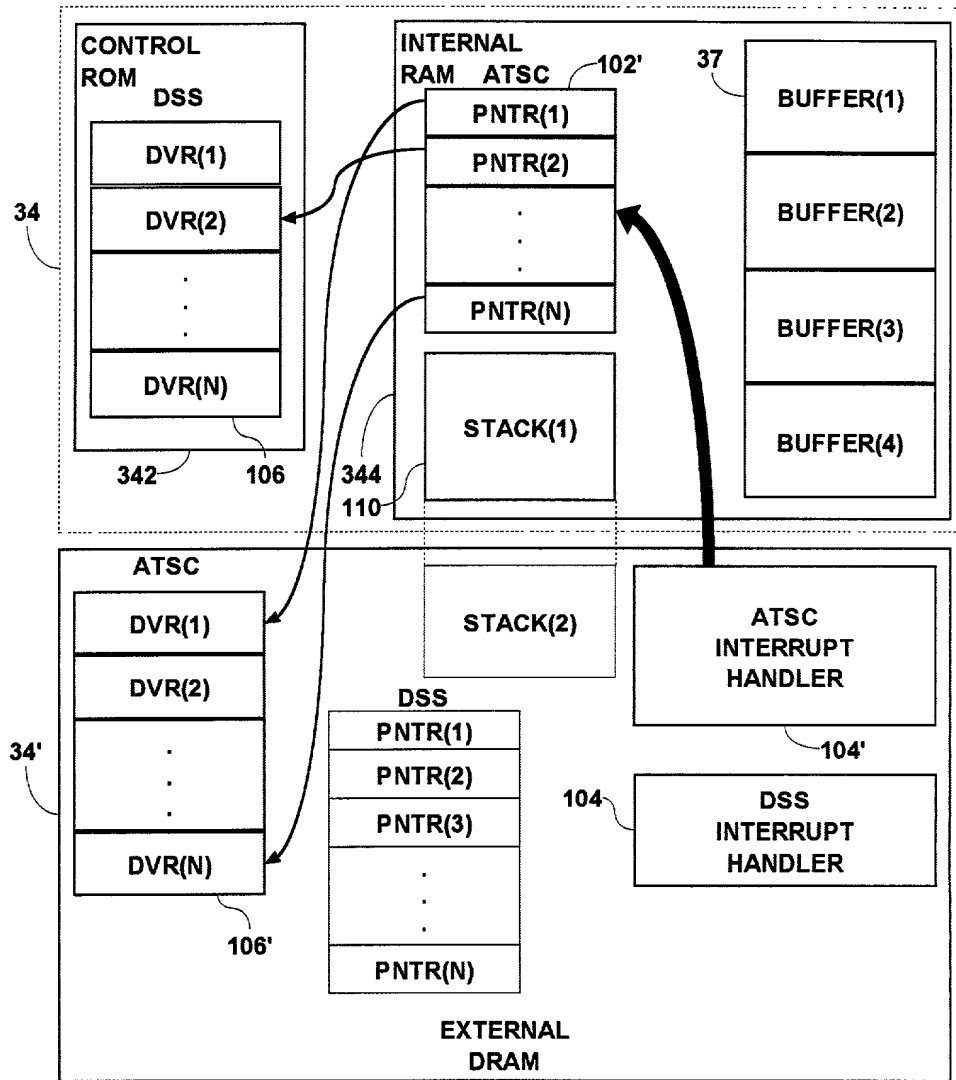 CONTROL
ROM
DSS
DVR(1)
DVR(2)
.
.
.
DVR(N)
34
342
106
INTERNAL
RAM
ATSC
102'
PNTR(1)
PNTR(2)
.
.
.
PNTR(N)
STACK(1)
344
110
37
BUFFER(1)
BUFFER(2)
BUFFER(3)
BUFFER(4)
ATSC
DVR(1)
DVR(2)
.
.
.
DVR(N)
34'
106'
STACK(2)
DSS
PNTR(1)
PNTR(2)
PNTR(3)
.
.
.
PNTR(N)
ATSC
INTERRUPT
HANDLER
104'
104
DSS
INTERRUPT
HANDLER
EXTERNAL
DRAM